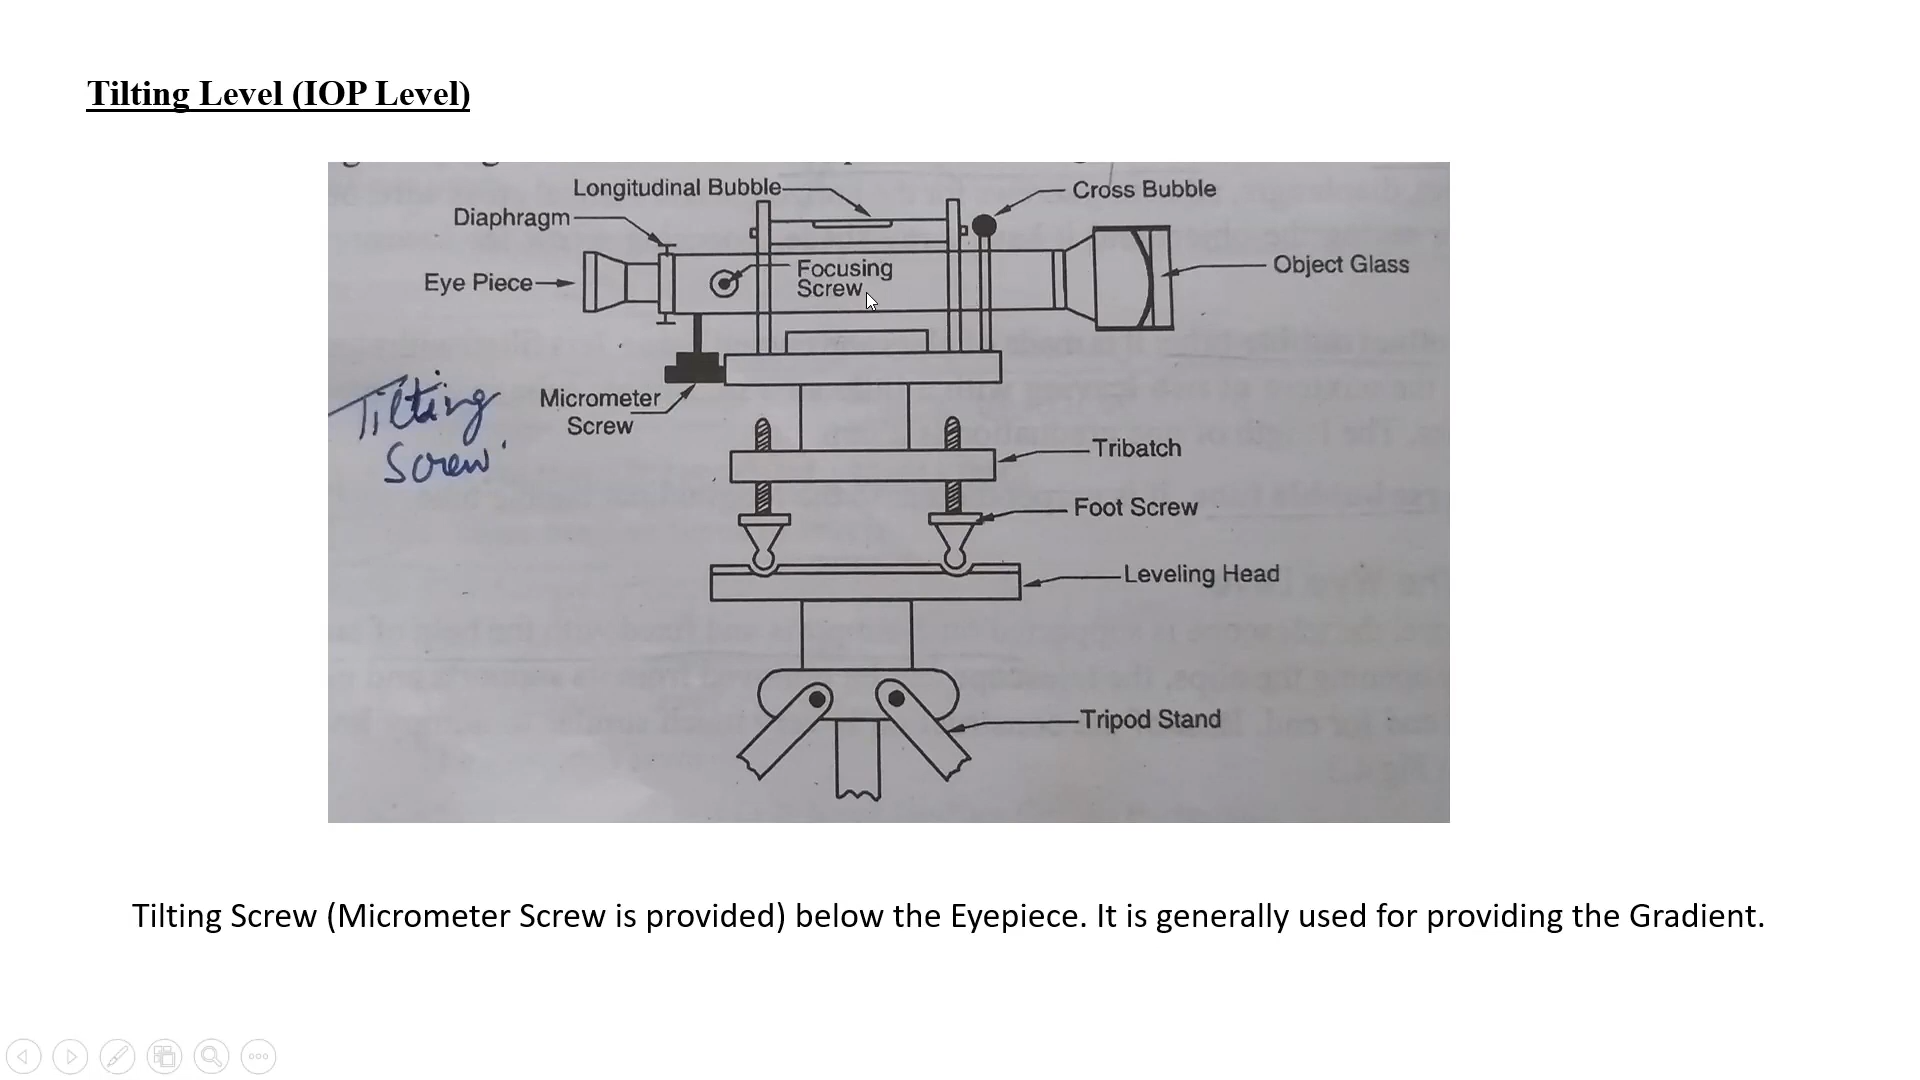 Tilting Level (IOP Level)
Longitudinal Bubble
Cross Bubble
Diaphragm
Eye Piece
Focusing
Screw
Object Glass
Micrometer
Screw
Tilting
Screw
Tribatch
Foot Screw
Leveling Head
Tripod Stand
Tilting Screw (Micrometer Screw is provided) below the Eyepiece. It is generally used for providing the Gradient.